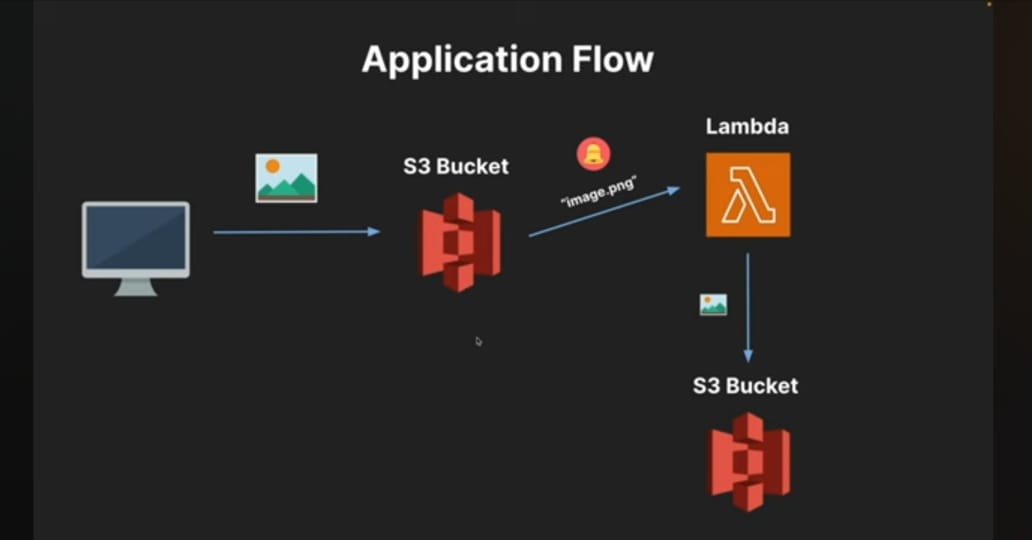 Application Flow
Lambda
S3 Bucket
"image.png"
S3 Bucket